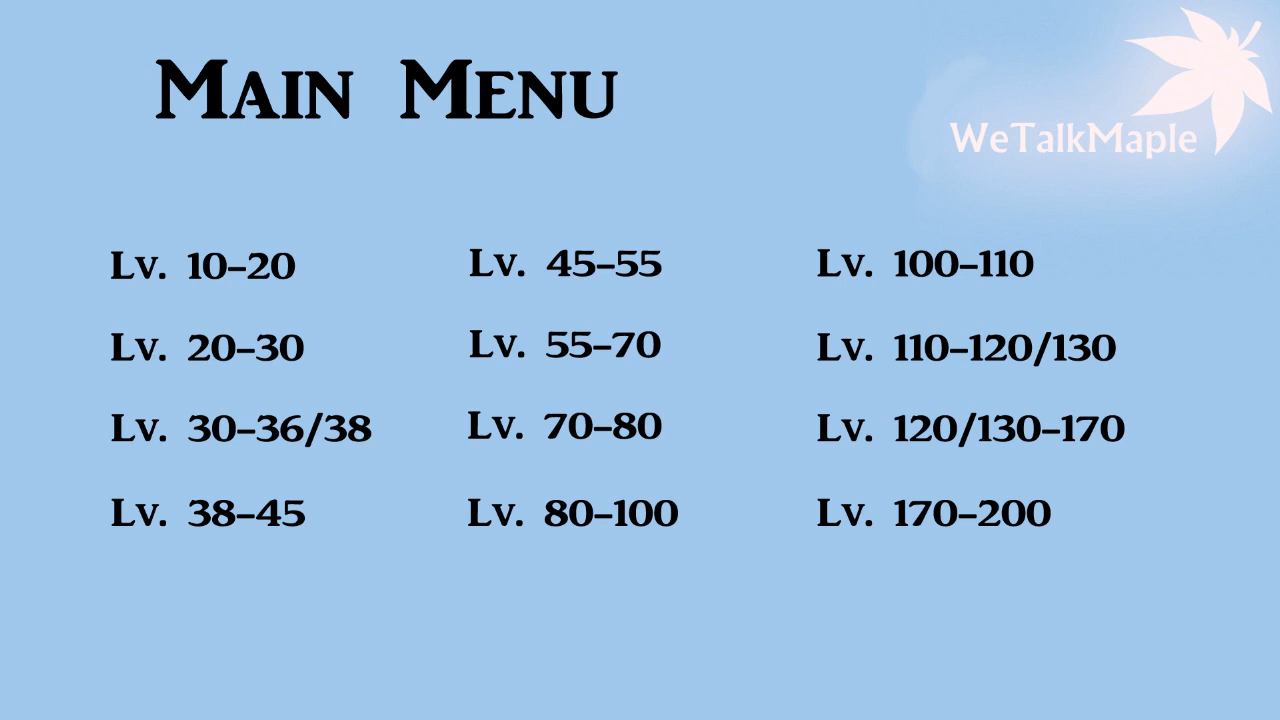 Main Menu
WeTalkMaple
Lv. 10-20
Lv. 20-30
Lv. 30-36/38
Lv. 38-45
Lv. 45-55
Lv. 55-70
Lv. 70-80
Lv. 80-100
Lv. 100-110
Lv. 110-120/130
Lv. 120/130-170
Lv. 170-200